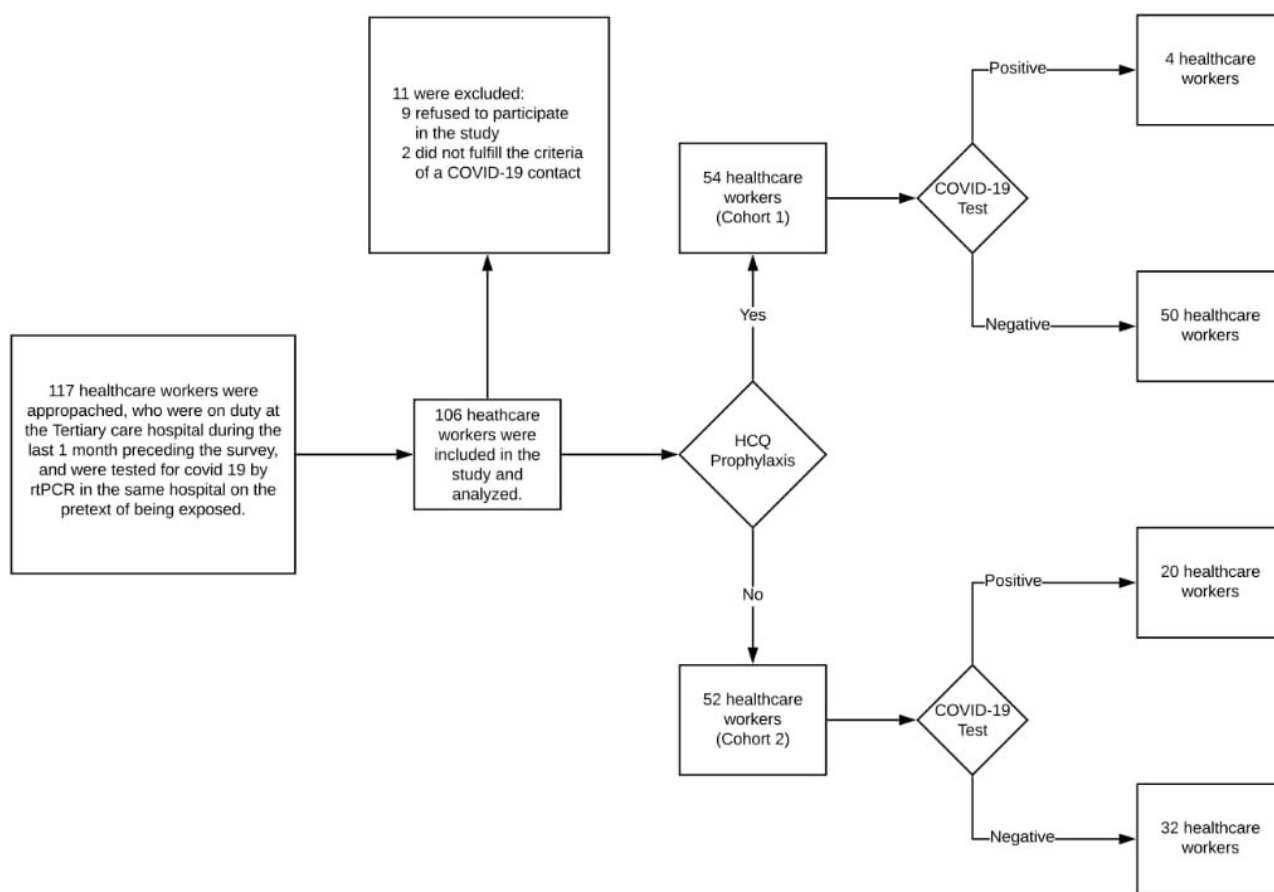 117 healthcare workers were
appropached, who were on duty at
the Tertiary care hospital during the
last 1 month preceding the survey,
and were tested for covid 19 by
rtPCR in the same hospital on the
pretext of being exposed.
11 were excluded:
9 refused to participate
in the study
2 did not fulfill the criteria
of a COVID-19 contact
106 heathcare
workers were
included in the
study and
analyzed.
HCQ
Prophylaxis
Yes
54 healthcare
workers
(Cohort 1)
COVID-19
Test
Positive
4 healthcare
workers
Negative
50 healthcare
workers
No
52 healthcare
workers
(Cohort 2)
COVID-19
Test
Positive
20 healthcare
workers
Negative
32 healthcare
workers